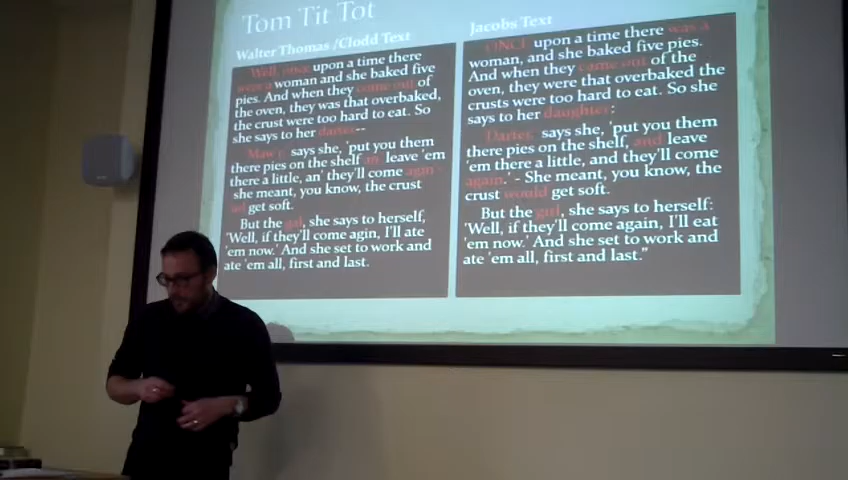 Tom Tit Tot
Walter Thomas /Clodd Text
Well, once upon a time there
were a woman and she baked five
pies. And when they come out of
the oven, they was that overbaked,
the crust were too hard to eat. So
she says to her darter--
says she, 'put you them
there pies on the shelf an' leave 'em
there a little, an' they'll come agin'-
she meant, you know, the crust
'ud get soft.
But the gal, she says to herself,
'Well, if they'll come agin, I'll ate
'em now.' And she set to work and
ate 'em all, first and last.
Jacobs Text
ONCE upon a time there was a
woman, and she baked five pies.
And when they came out of the
oven, they were that overbaked the
crusts were too hard to eat. So she
says to her daughter:
'Darter,' says she, 'put you them
there pies on the shelf, and leave
'em there a little, and they'll come
again.' - She meant, you know, the
crust would get soft.
But the girl, she says to herself:
'Well, if they'll come again, I'll eat
'em now.' And she set to work and
ate 'em all, first and last."